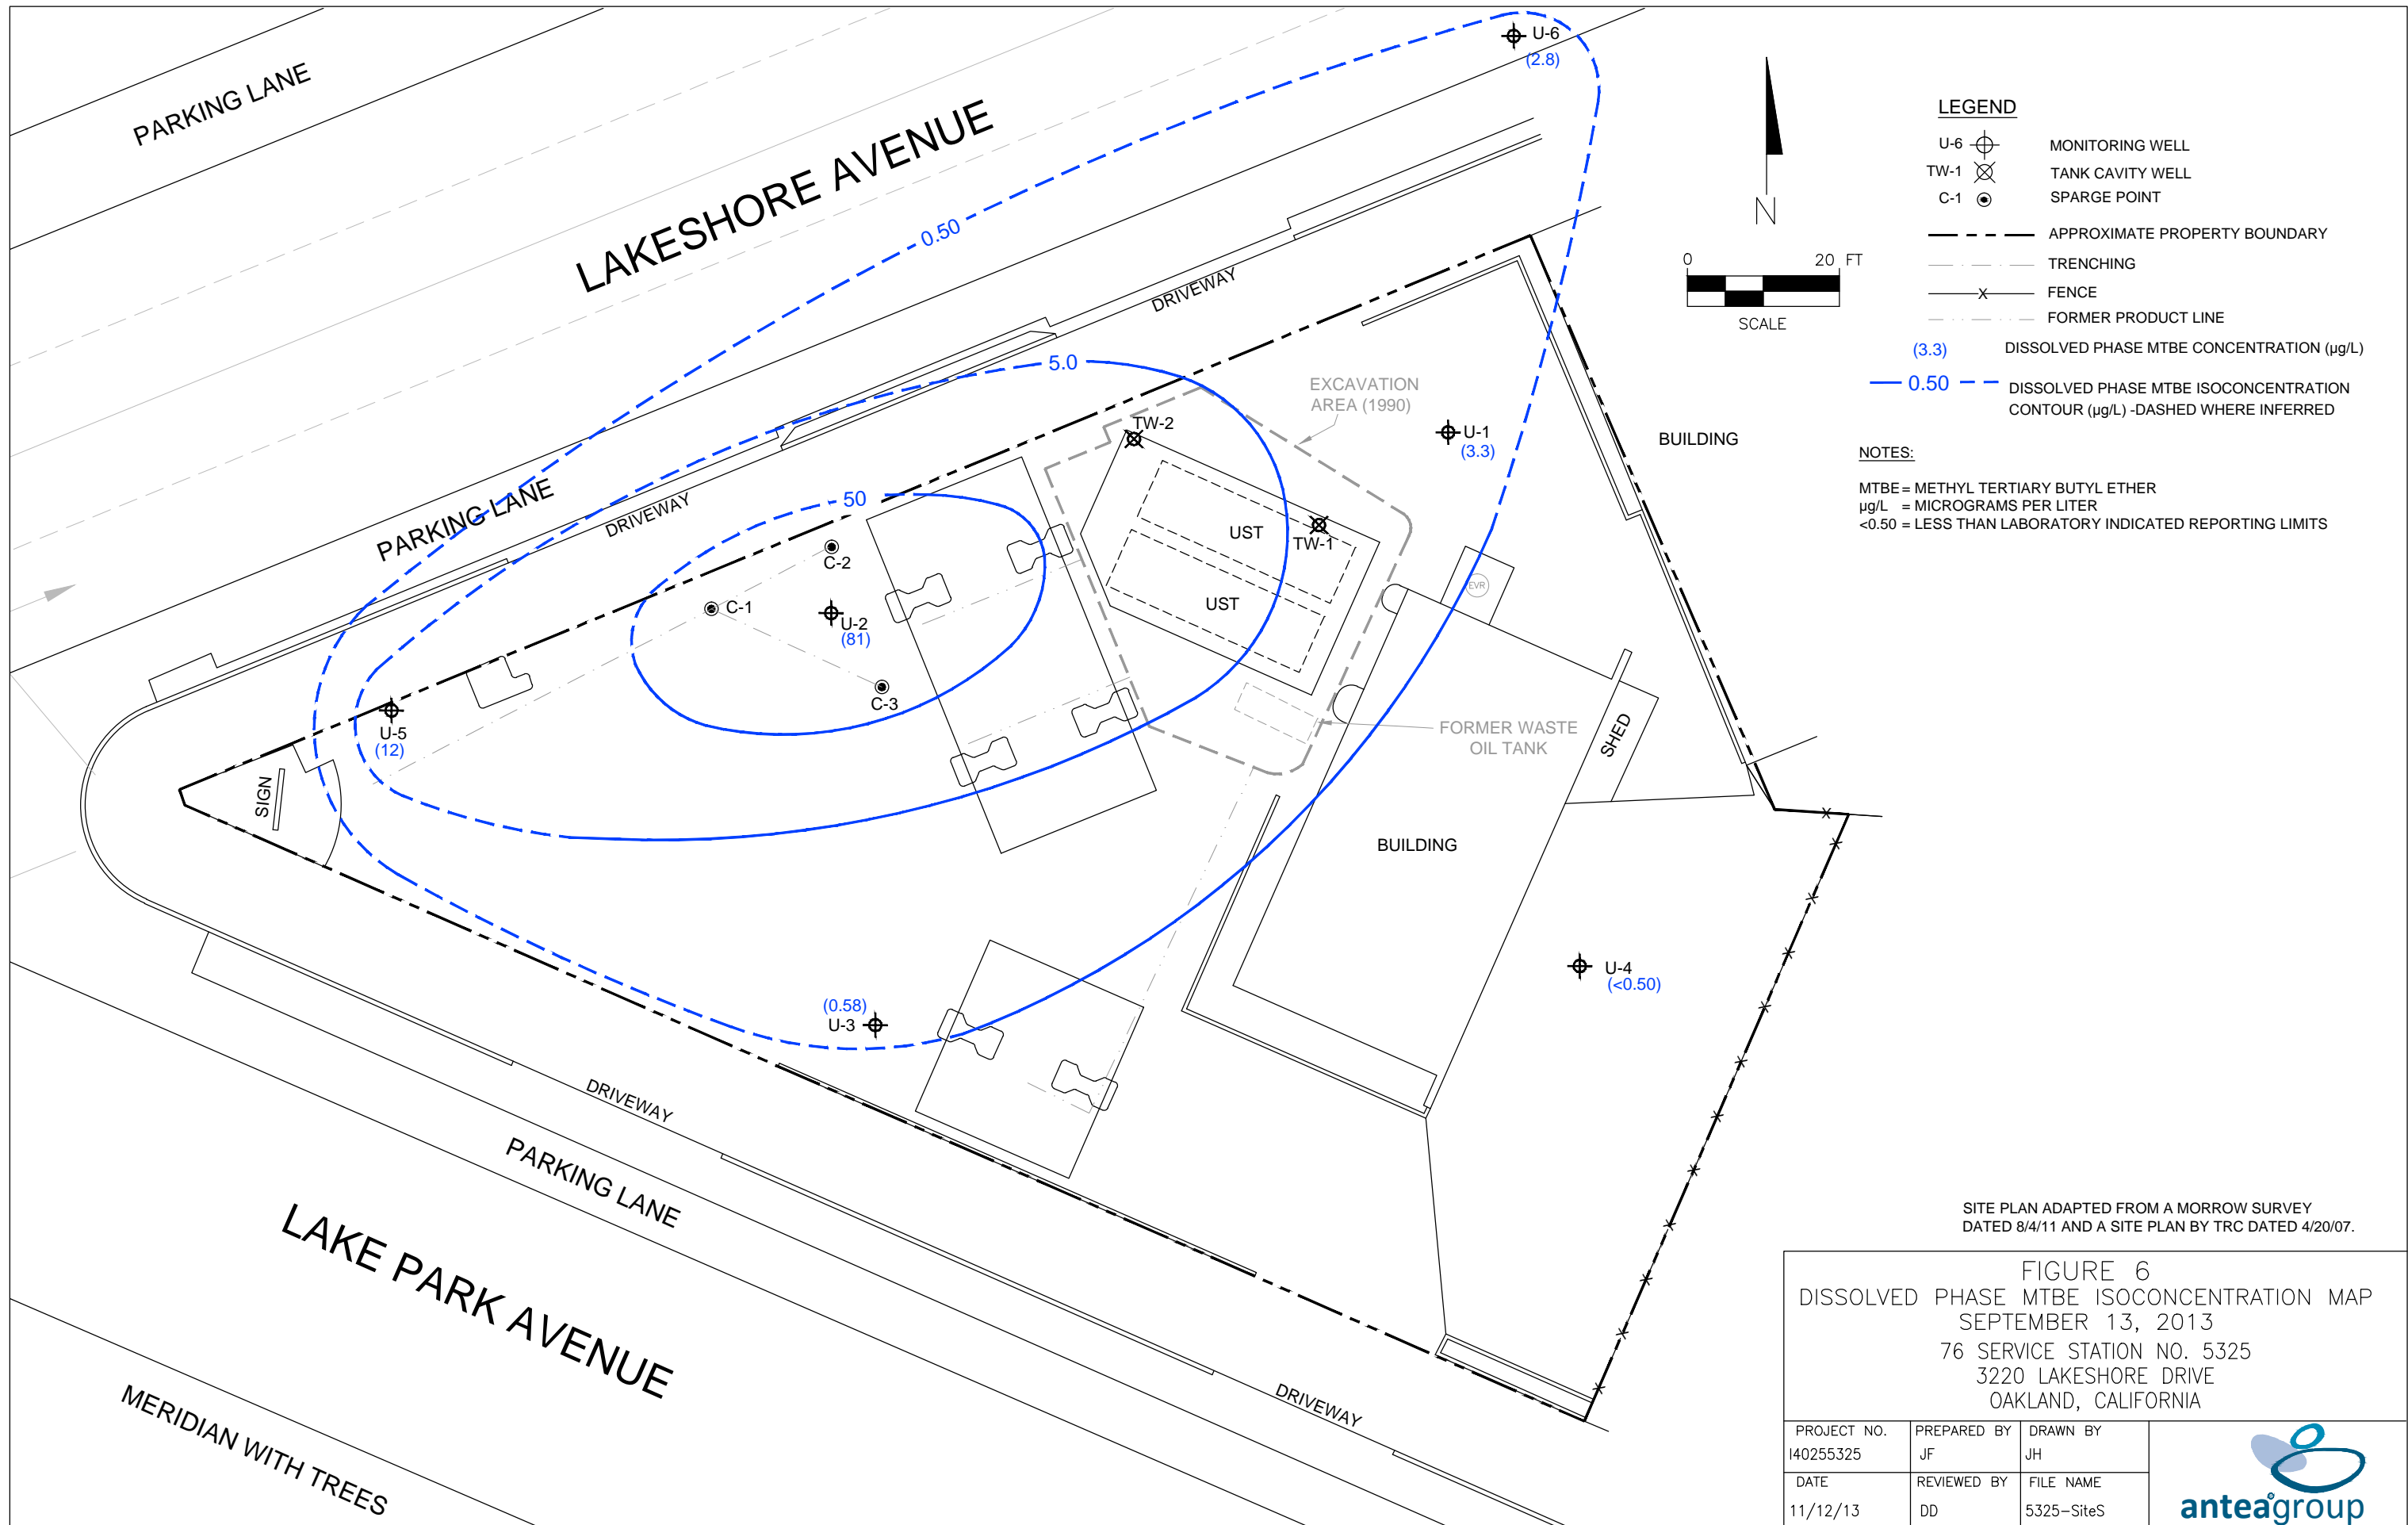 PARKING LANE
LAKESHORE AVENUE
U-6
(2.8)
0.50
DRIVEWAY
5.0
EXCAVATION
AREA (1990)
TW-2
U-1
(3.3)
BUILDING
PARKING LANE
DRIVEWAY
50
UST
TW-1
UST
EVR
C-2
C-1
U-2
(81)
C-3
U-5
(12)
SIGN
FORMER WASTE
OIL TANK
SHED
BUILDING
U-4
(<0.50)
(0.58)
U-3
DRIVEWAY
PARKING LANE
LAKE PARK AVENUE
MERIDIAN WITH TREES
DRIVEWAY
N
0 20 FT
SCALE
LEGEND
U-6 MONITORING WELL
TW-1 TANK CAVITY WELL
C-1 SPARGE POINT
APPROXIMATE PROPERTY BOUNDARY
TRENCHING
X FENCE
FORMER PRODUCT LINE
(3.3) DISSOLVED PHASE MTBE CONCENTRATION (µg/L)
0.50 DISSOLVED PHASE MTBE ISOCONCENTRATION
CONTOUR (µg/L) -DASHED WHERE INFERRED
NOTES:
MTBE = METHYL TERTIARY BUTYL ETHER
µg/L = MICROGRAMS PER LITER
<0.50 = LESS THAN LABORATORY INDICATED REPORTING LIMITS
SITE PLAN ADAPTED FROM A MORROW SURVEY
DATED 8/4/11 AND A SITE PLAN BY TRC DATED 4/20/07.
FIGURE 6
DISSOLVED PHASE MTBE ISOCONCENTRATION MAP
SEPTEMBER 13, 2013
76 SERVICE STATION NO. 5325
3220 LAKESHORE DRIVE
OAKLAND, CALIFORNIA
PROJECT NO. PREPARED BY DRAWN BY
I40255325 JF JH
DATE REVIEWED BY FILE NAME
11/12/13 DD 5325-SiteS
anteagroup